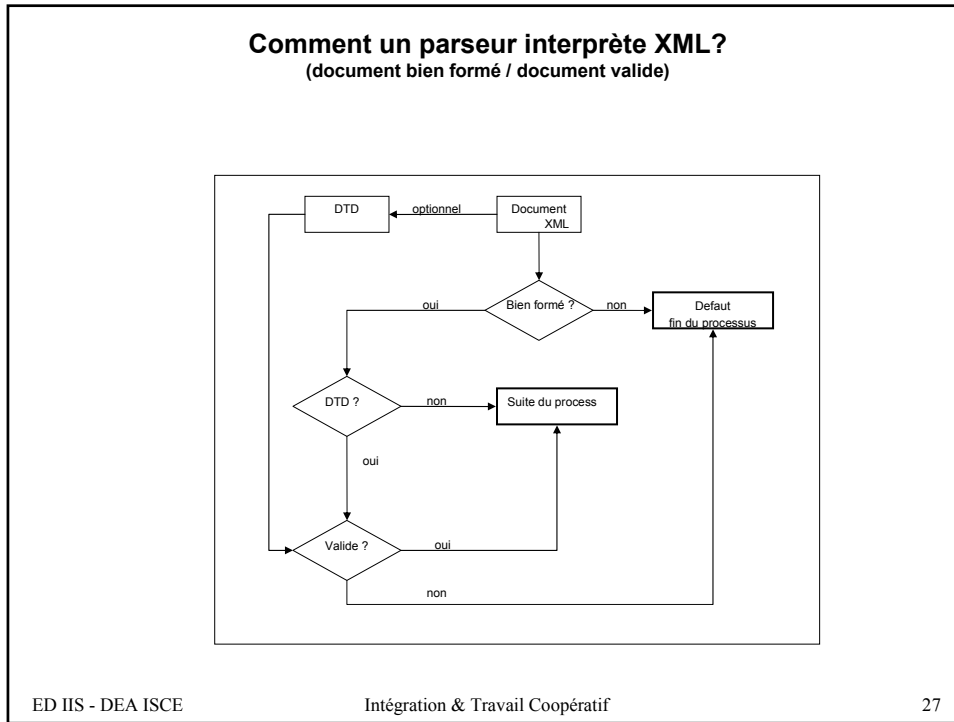 Comment un parseur interprète XML?
(document bien formé / document valide)
DTD
optionnel
Document
XML
oui
Bien formé ?
non
Defaut
fin du processus
DTD ?
non
Suite du process
oui
Valide ?
oui
non
ED IIS - DEA ISCE
Intégration & Travail Coopératif
27